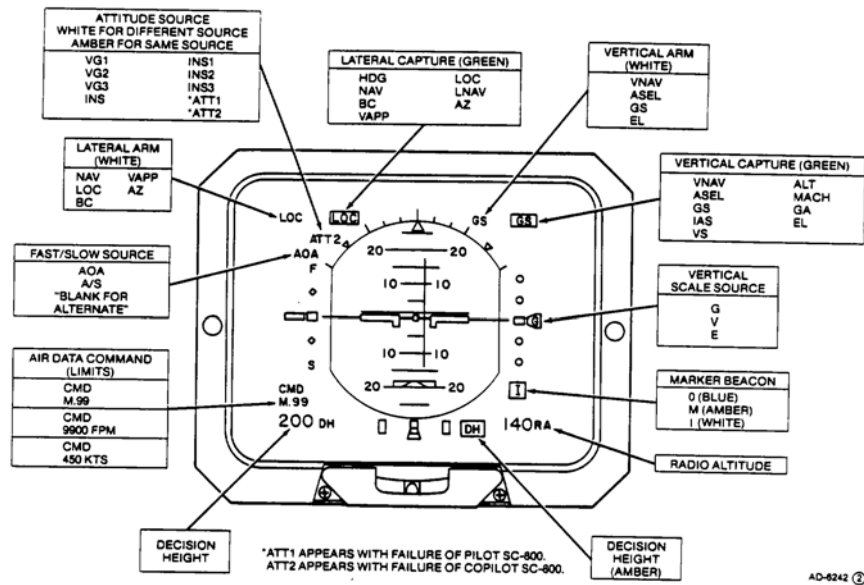 ATTITUDE SOURCE
WHITE FOR DIFFERENT SOURCE
AMBER FOR SAME SOURCE
VG1 INS1
VG2 INS2
VG3 INS3
INS *ATT1
*ATT2
LATERAL CAPTURE (GREEN)
HDG LOC
NAV LNAV
BC AZ
VAPP
VERTICAL ARM
(WHITE)
VNAV
ASEL
GS
EL
LATERAL ARM
(WHITE)
NAV VAPP
LOC AZ
BC
VERTICAL CAPTURE (GREEN)
VNAV ALT
ASEL MACH
GS GA
IAS EL
VS
FAST/SLOW SOURCE
AOA
A/S
"BLANK FOR
ALTERNATE"
VERTICAL
SCALE SOURCE
G
V
E
AIR DATA COMMAND
(LIMITS)
CMD
M.99
CMD
9900 FPM
CMD
450 KTS
MARKER BEACON
0 (BLUE)
M (AMBER)
I (WHITE)
RADIO ALTITUDE
LOC LOC GS GS
ATT2
AOA
F
20 20
10 10
G
10 10
S
20 20
CMD
M.99
I
200 DH DH 140 RA
DECISION
HEIGHT
DECISION
HEIGHT
(AMBER)
*ATT1 APPEARS WITH FAILURE OF PILOT SC-800.
ATT2 APPEARS WITH FAILURE OF COPILOT SC-800.
AD-6242 2